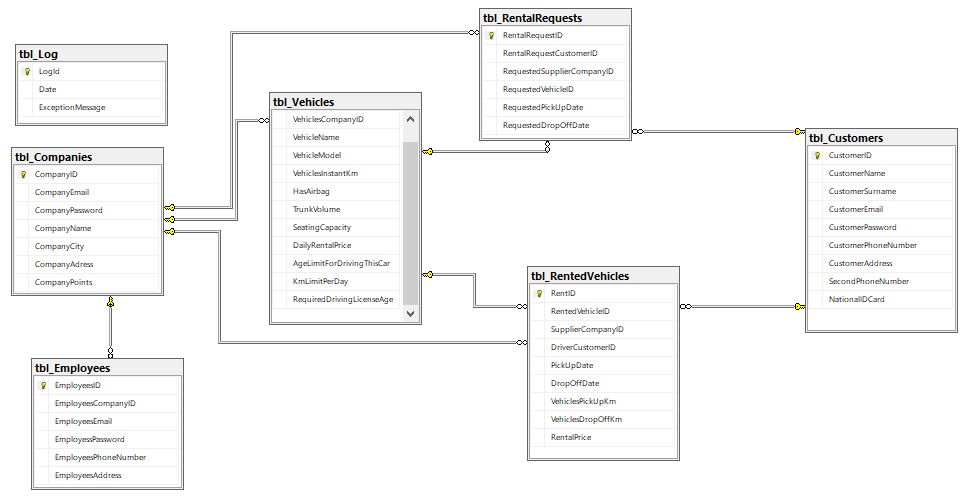 tbl_Log
LogId
Date
ExceptionMessage
tbl_Companies
CompanyID
CompanyEmail
CompanyPassword
CompanyName
CompanyCity
CompanyAdress
CompanyPoints
tbl_Employees
EmployeesID
EmployeesCompanyID
EmployeesEmail
EmployessPassword
EmployeesPhoneNumber
EmployeesAddress
tbl_Vehicles
VehiclesCompanyID
VehicleName
VehicleModel
VehiclesInstantKm
HasAirbag
TrunkVolume
SeatingCapacity
DailyRentalPrice
AgeLimitForDrivingThisCar
KmLimitPerDay
RequiredDrivingLicenseAge
tbl_RentalRequests
RentalRequestID
RentalRequestCustomerID
RequestedSupplierCompanyID
RequestedVehicleID
RequestedPickUpDate
RequestedDropOffDate
tbl_RentedVehicles
RentID
RentedVehicleID
SupplierCompanyID
DriverCustomerID
PickUpDate
DropOffDate
VehiclesPickUpKm
VehiclesDropOffKm
RentalPrice
tbl_Customers
CustomerID
CustomerName
CustomerSurname
CustomerEmail
CustomerPassword
CustomerPhoneNumber
CustomerAddress
SecondPhoneNumber
NationalIDCard